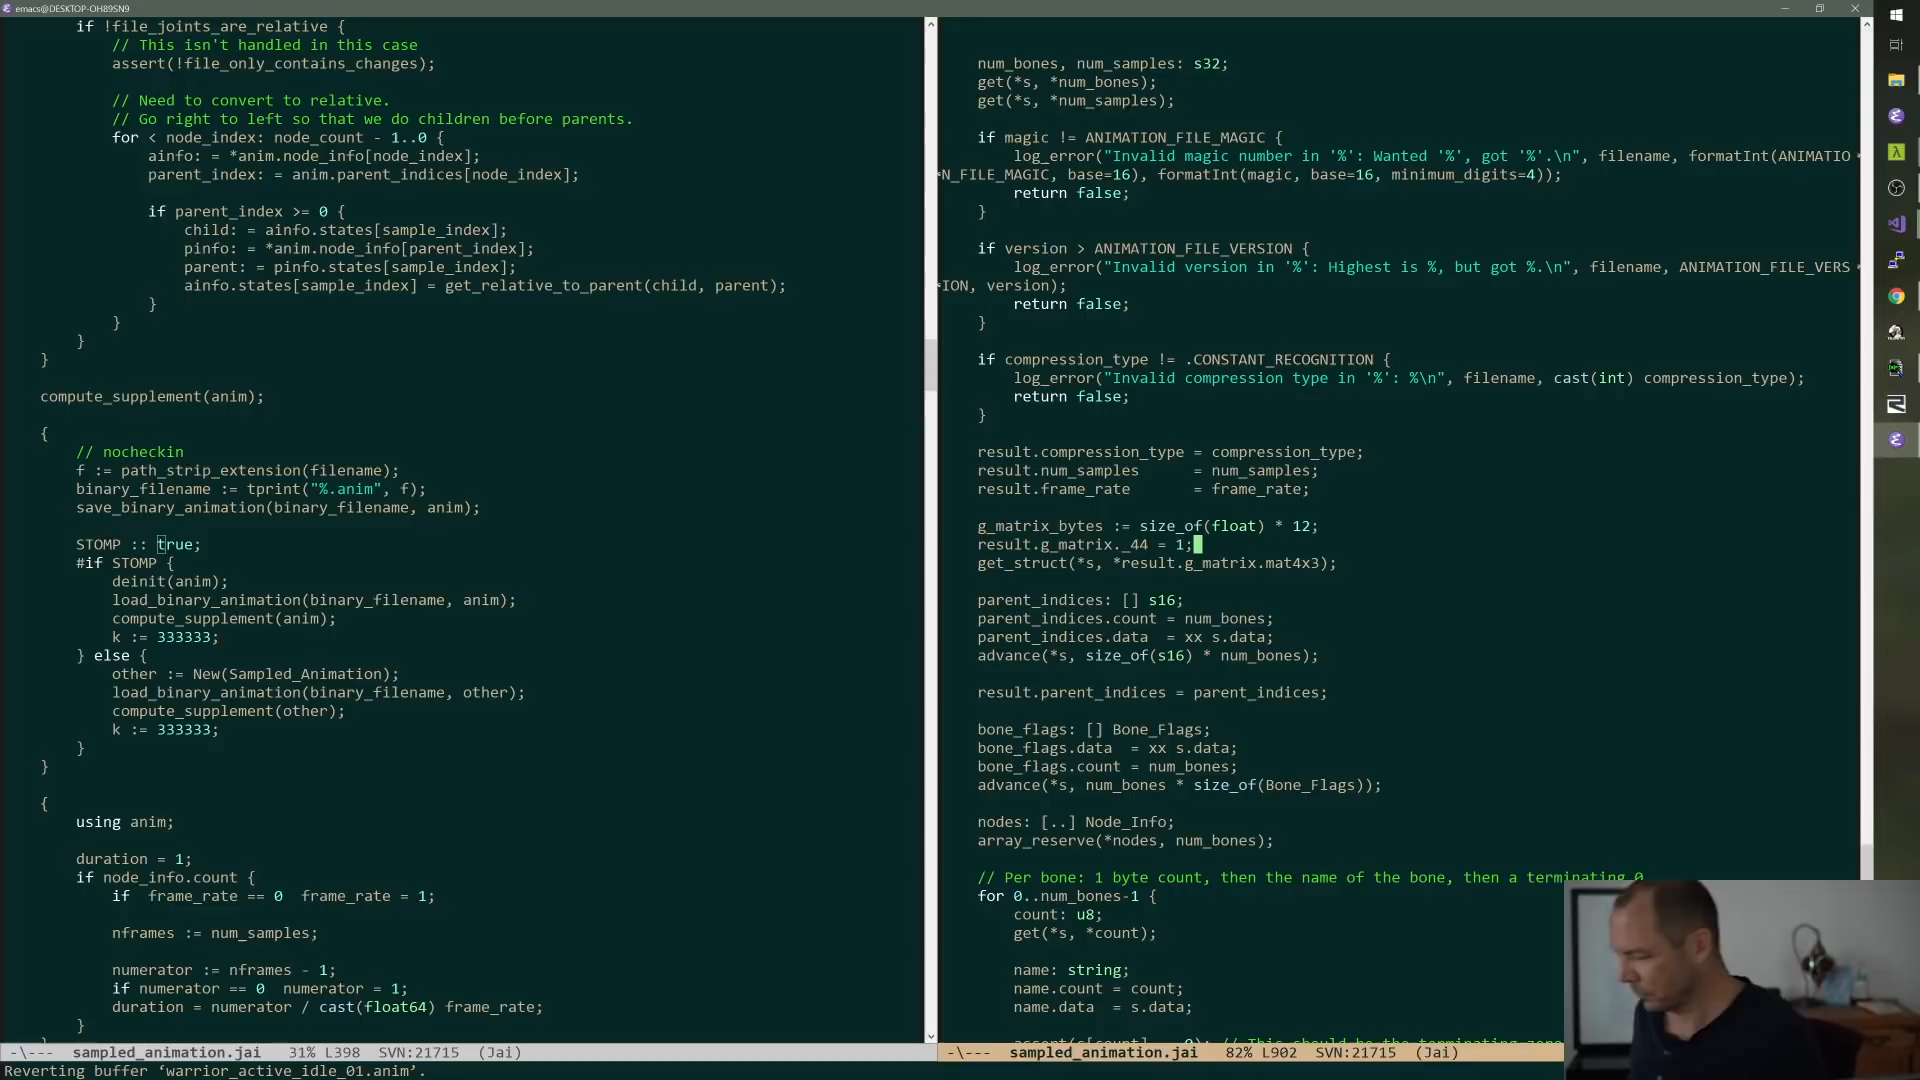 emacs@DESKTOP-OH89SN9
if !file_joints_are_relative {
// This isn't handled in this case
assert(!file_only_contains_changes);
// Need to convert to relative.
// Go right to left so that we do children before parents.
for < node_index: node_count - 1..0 {
ainfo: = *anim.node_info[node_index];
parent_index: = anim.parent_indices[node_index];
if parent_index >= 0 {
child: = ainfo.states[sample_index];
pinfo: = *anim.node_info[parent_index];
parent: = pinfo.states[sample_index];
ainfo.states[sample_index] = get_relative_to_parent(child, parent);
}
}
}
}
compute_supplement(anim);
{
// nocheckin
f := path_strip_extension(filename);
binary_filename := tprint("%.anim", f);
save_binary_animation(binary_filename, anim);
STOMP :: true;
#if STOMP {
deinit(anim);
load_binary_animation(binary_filename, anim);
compute_supplement(anim);
k := 333333;
} else {
other := New(Sampled_Animation);
load_binary_animation(binary_filename, other);
compute_supplement(other);
k := 333333;
}
}
{
using anim;
duration = 1;
if node_info.count {
if  frame_rate == 0  frame_rate = 1;
nframes := num_samples;
numerator := nframes - 1;
if numerator == 0  numerator = 1;
duration = numerator / cast(float64) frame_rate;
}
-\---  sampled_animation.jai   31% L398  SVN:21715  (Jai)
num_bones, num_samples: s32;
get(*s, *num_bones);
get(*s, *num_samples);
if magic != ANIMATION_FILE_MAGIC {
log_error("Invalid magic number in '%': Wanted '%', got '%'.\n", filename, formatInt(ANIMATIO
N_FILE_MAGIC, base=16), formatInt(magic, base=16, minimum_digits=4));
return false;
}
if version > ANIMATION_FILE_VERSION {
log_error("Invalid version in '%': Highest is %, but got %.\n", filename, ANIMATION_FILE_VERS
ION, version);
return false;
}
if compression_type != .CONSTANT_RECOGNITION {
log_error("Invalid compression type in '%': %\n", filename, cast(int) compression_type);
return false;
}
result.compression_type = compression_type;
result.num_samples      = num_samples;
result.frame_rate       = frame_rate;
g_matrix_bytes := size_of(float) * 12;
result.g_matrix._44 = 1;
get_struct(*s, *result.g_matrix.mat4x3);
parent_indices: [] s16;
parent_indices.count = num_bones;
parent_indices.data  = xx s.data;
advance(*s, size_of(s16) * num_bones);
result.parent_indices = parent_indices;
bone_flags: [] Bone_Flags;
bone_flags.data  = xx s.data;
bone_flags.count = num_bones;
advance(*s, num_bones * size_of(Bone_Flags));
nodes: [..] Node_Info;
array_reserve(*nodes, num_bones);
// Per bone: 1 byte count, then the name of the bone, then a terminating 0
for 0..num_bones-1 {
count: u8;
get(*s, *count);
name: string;
name.count = count;
name.data  = s.data;
-\---  sampled_animation.jai   82% L902  SVN:21715  (Jai)
Reverting buffer ‘warrior_active_idle_01.anim’.